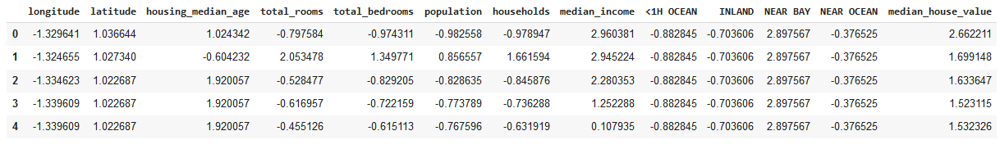 longitude latitude housing_median_age total_rooms total_bedrooms population households median_income <1H OCEAN INLAND NEAR BAY NEAR OCEAN median_house_value
0 -1.329641 1.036644 1.024342 -0.797584 -0.974311 -0.982558 -0.978947 2.960381 -0.882845 -0.703606 2.897567 -0.376525 2.662211
1 -1.324655 1.027340 -0.604232 2.053478 1.349771 0.856557 1.661594 2.945224 -0.882845 -0.703606 2.897567 -0.376525 1.699148
2 -1.334623 1.022687 1.920057 -0.528477 -0.829205 -0.828635 -0.845876 2.280353 -0.882845 -0.703606 2.897567 -0.376525 1.633647
3 -1.339609 1.022687 1.920057 -0.616957 -0.722159 -0.773789 -0.736288 1.252288 -0.882845 -0.703606 2.897567 -0.376525 1.523115
4 -1.339609 1.022687 1.920057 -0.455126 -0.615113 -0.767596 -0.631919 0.107935 -0.882845 -0.703606 2.897567 -0.376525 1.532326